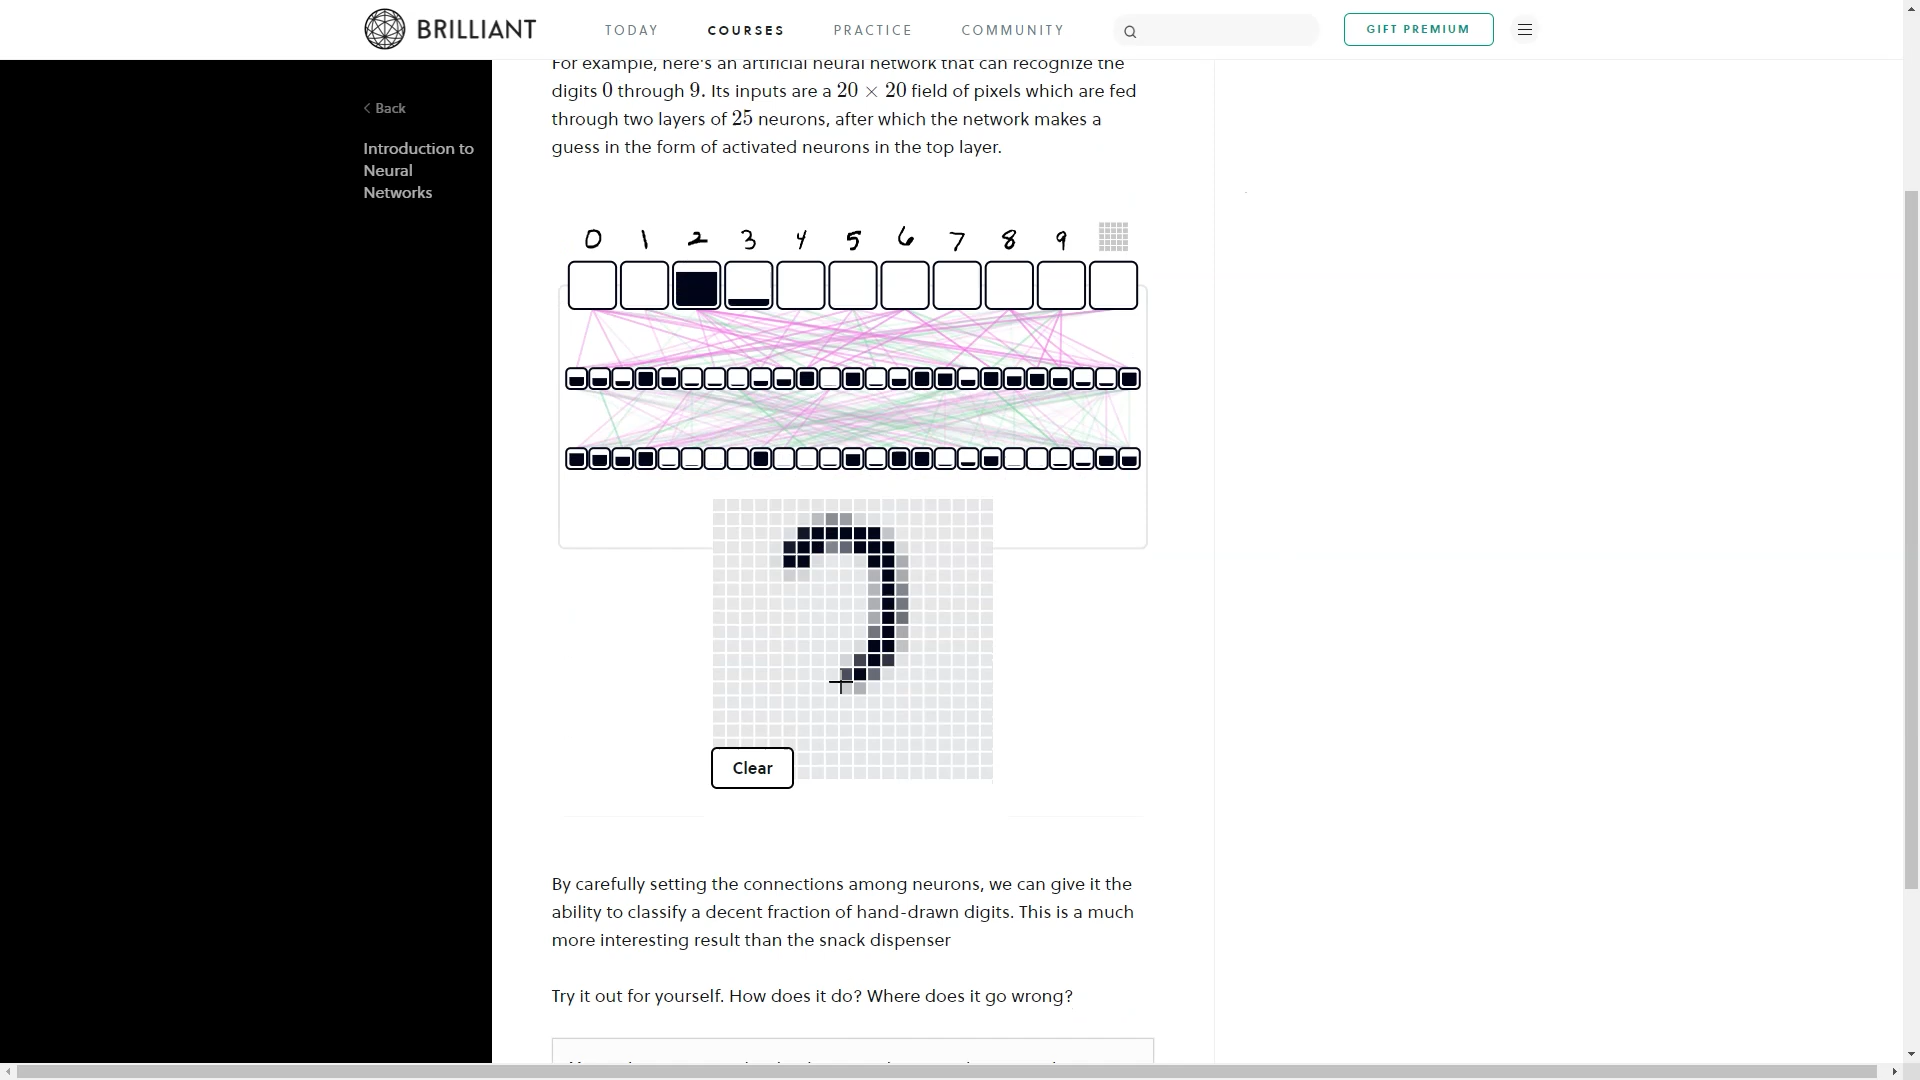 BRILLIANT
TODAY
COURSES
PRACTICE
COMMUNITY
GIFT PREMIUM
< Back
Introduction to
Neural
Networks
For example, here's an artificial neural network that can recognize the
digits 0 through 9. Its inputs are a 20 × 20 field of pixels which are fed
through two layers of 25 neurons, after which the network makes a
guess in the form of activated neurons in the top layer.
0 1 2 3 4 5 6 7 8 9
Clear
By carefully setting the connections among neurons, we can give it the
ability to classify a decent fraction of hand-drawn digits. This is a much
more interesting result than the snack dispenser
Try it out for yourself. How does it do? Where does it go wrong?